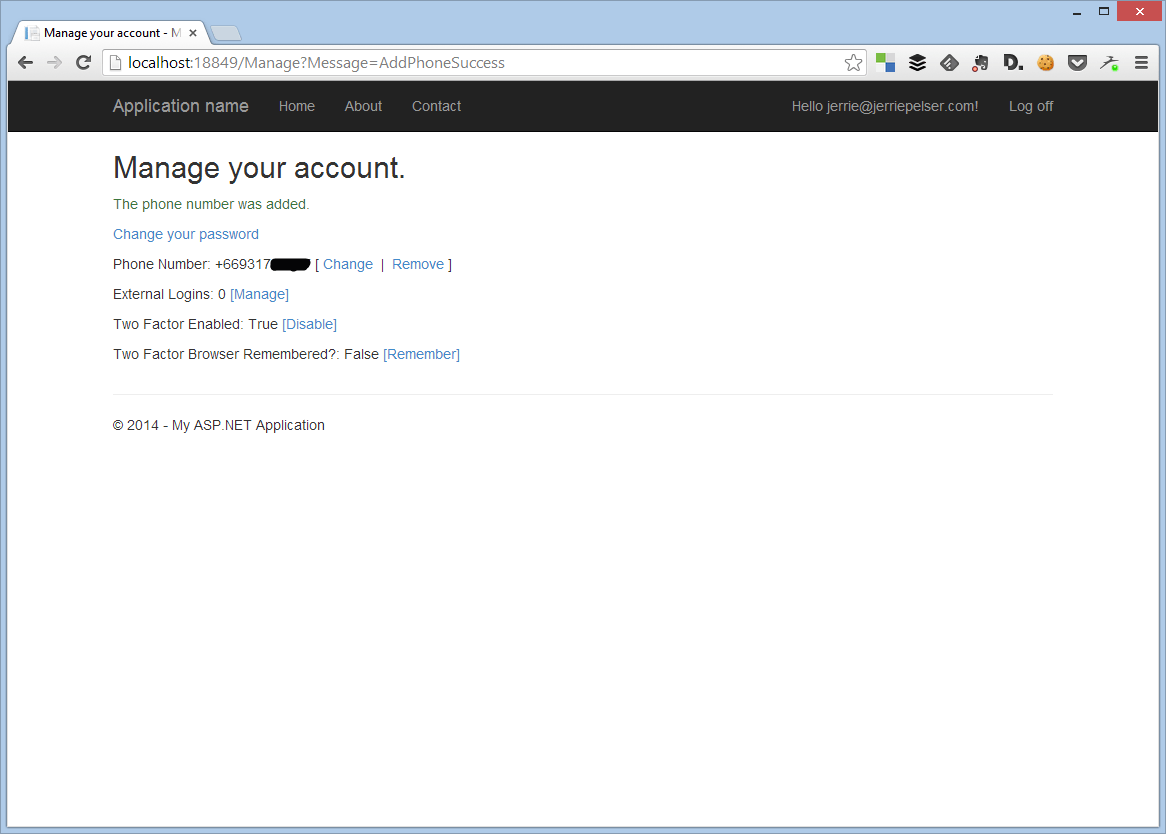 Manage your account - M
localhost:18849/Manage?Message=AddPhoneSuccess
D.
Application name Home About Contact Hello jerrie@jerriepelser.com! Log off
Manage your account.
The phone number was added.
Change your password
Phone Number: +669317 [ Change | Remove ]
External Logins: 0 [Manage]
Two Factor Enabled: True [Disable]
Two Factor Browser Remembered?: False [Remember]
© 2014 - My ASP.NET Application